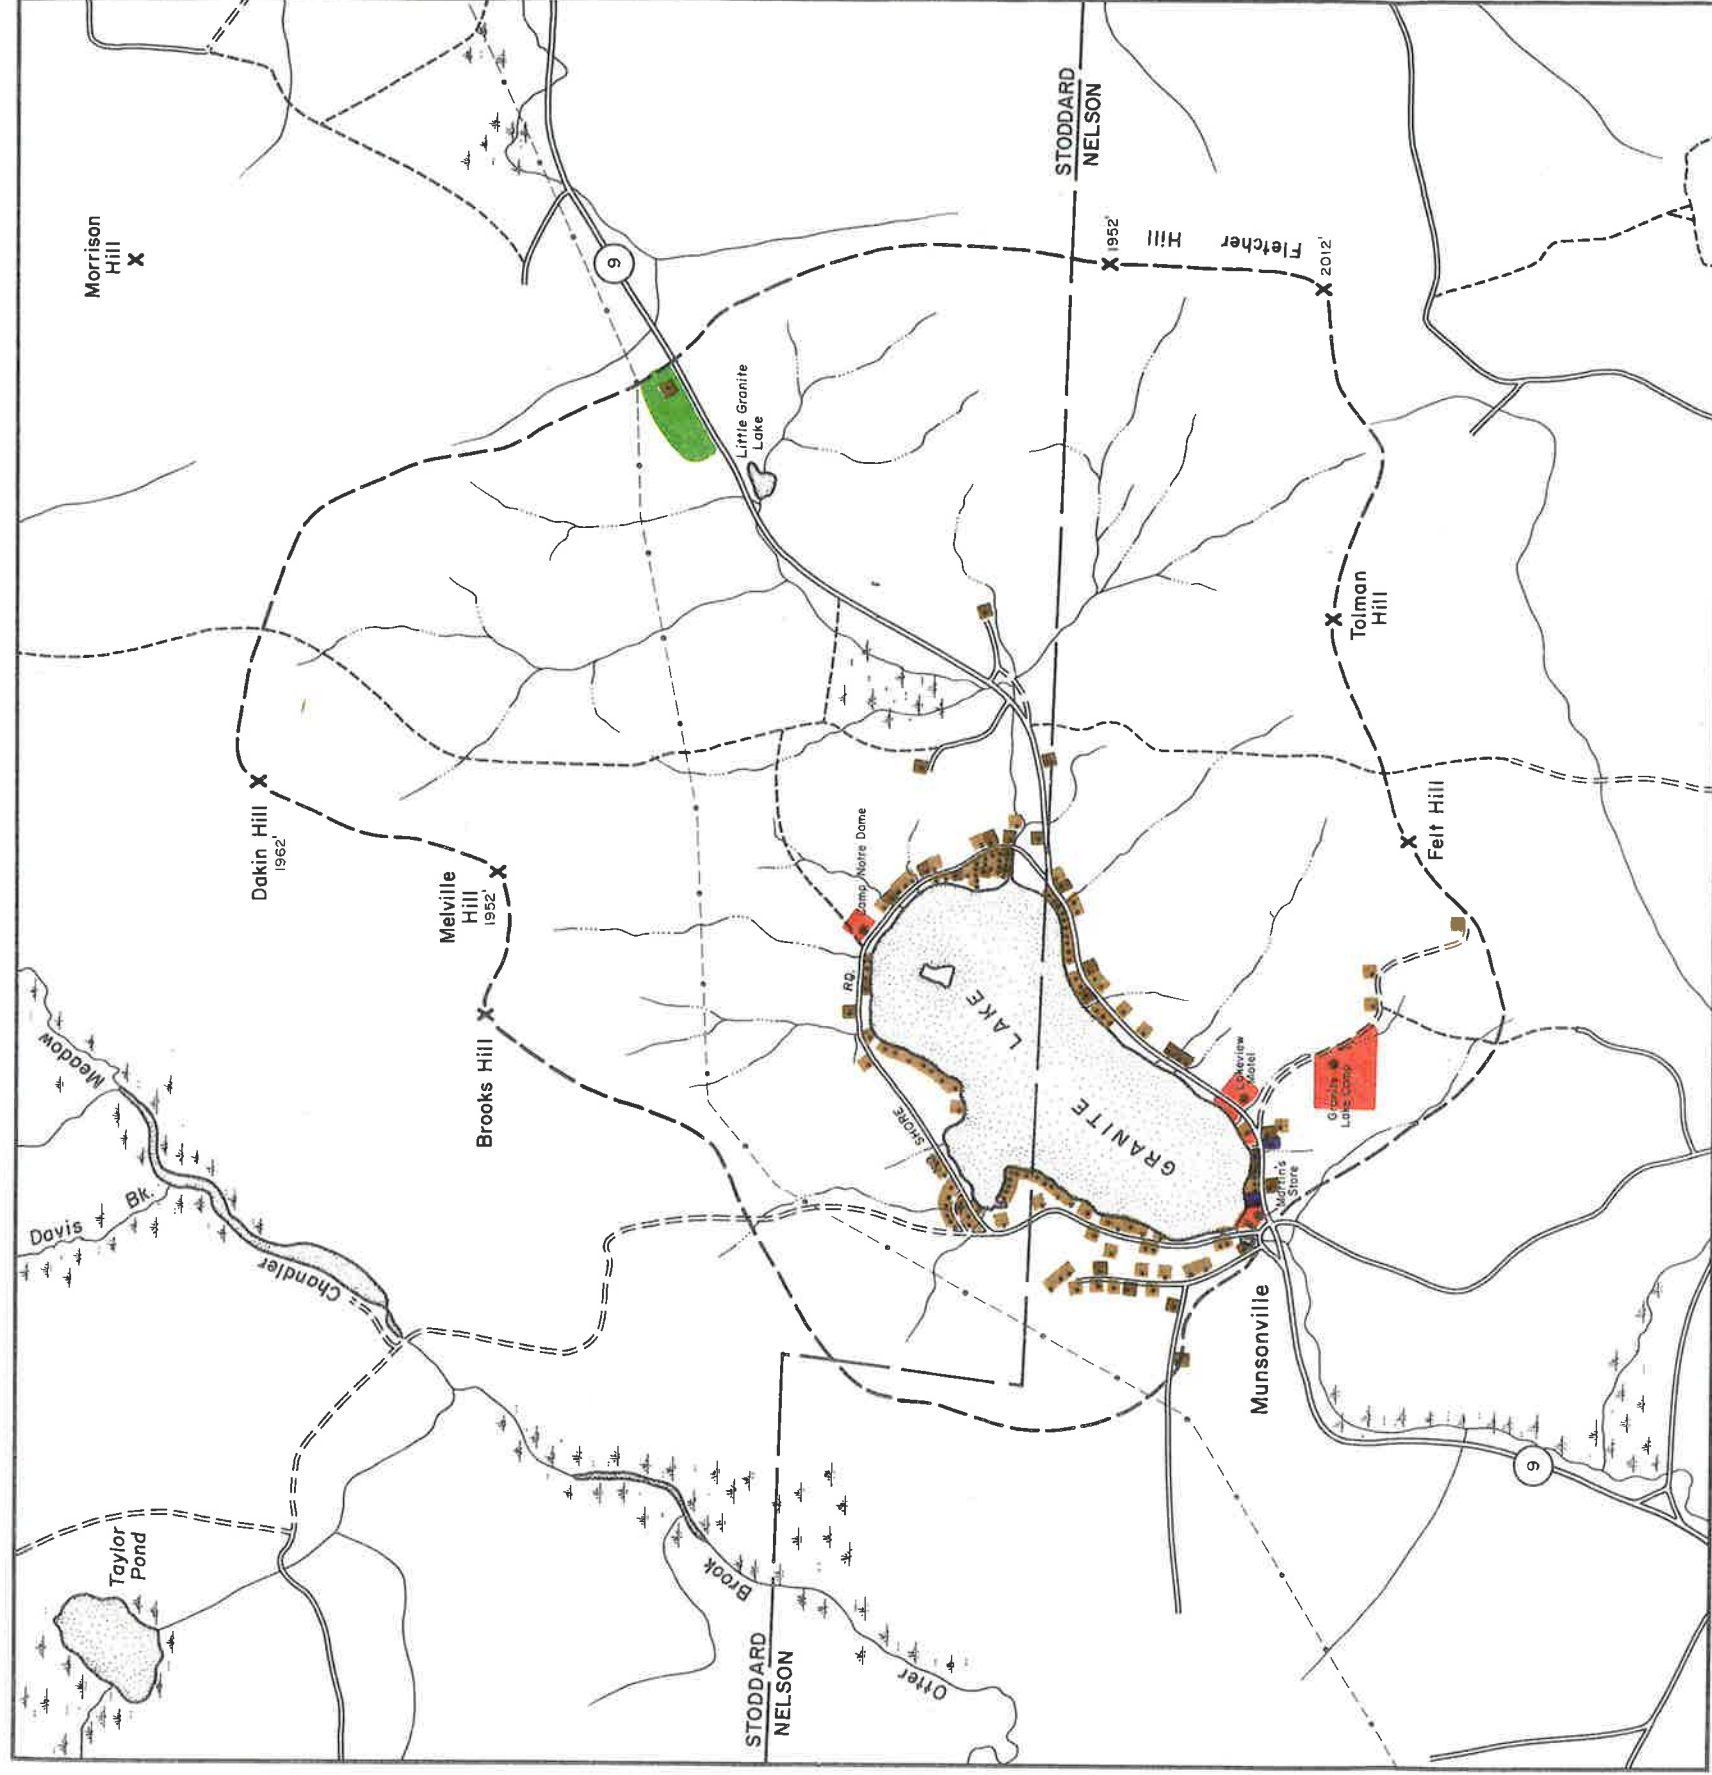 Morrison
Hill
9
STODDARD
NELSON
1952'
Fletcher Hill
2012'
Little Granite
Lake
Tolman
Hill
Dakin Hill
1962'
Melville
Hill
1952'
Felt Hill
Camp Notre Dame
RD.
SHORE
GRANITE LAKE
Brooks Hill
Lakeview
Motel
Granite
Lake Camp
Martin's
Store
Munsonville
Meadow
Davis Bk.
Chandler
Taylor
Pond
Brook
Otter
STODDARD
NELSON
9